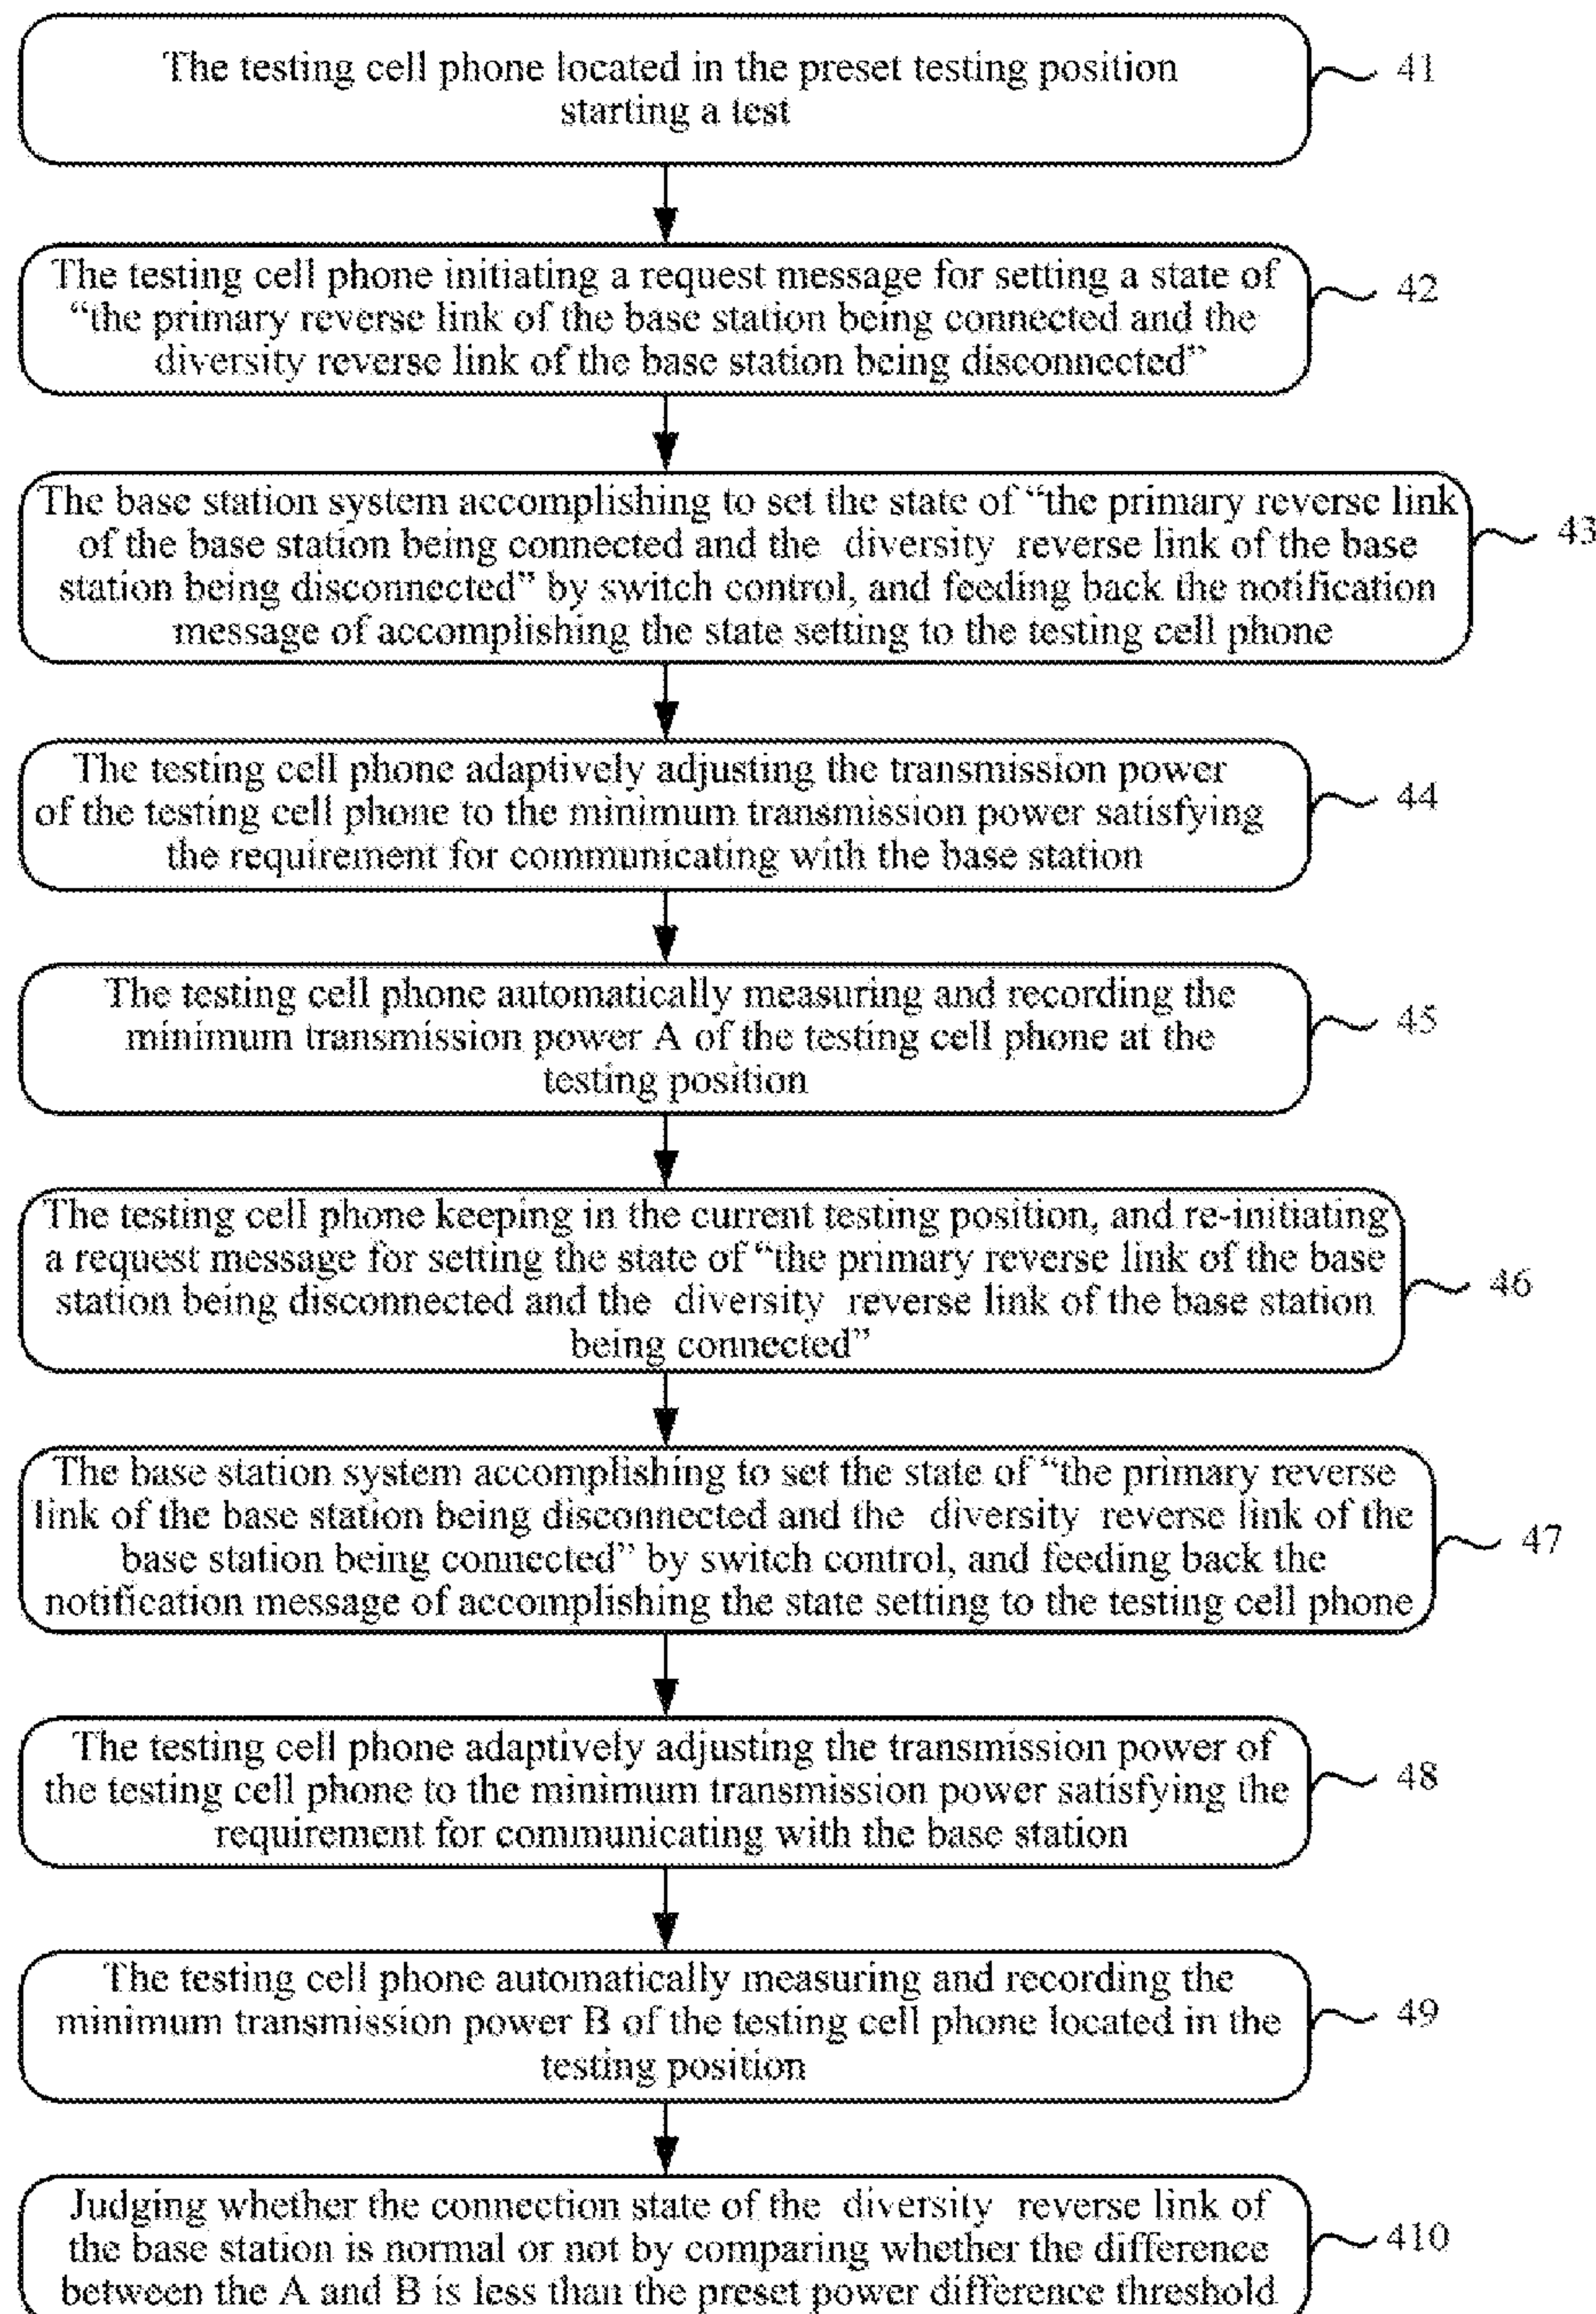 The testing cell phone located in the preset testing position
starting a test
41
The testing cell phone initiating a request message for setting a state of
“the primary reverse link of the base station being connected and the
diversity reverse link of the base station being disconnected”
42
The base station system accomplishing to set the state of “the primary reverse link
of the base station being connected and the diversity reverse link of the base
station being disconnected” by switch control, and feeding back the notification
message of accomplishing the state setting to the testing cell phone
43
The testing cell phone adaptively adjusting the transmission power
of the testing cell phone to the minimum transmission power satisfying
the requirement for communicating with the base station
44
The testing cell phone automatically measuring and recording the
minimum transmission power A of the testing cell phone at the
testing position
45
The testing cell phone keeping in the current testing position, and re-initiating
a request message for setting the state of “the primary reverse link of the base
station being disconnected and the diversity reverse link of the base station
being connected”
46
The base station system accomplishing to set the state of “the primary reverse
link of the base station being disconnected and the diversity reverse link of the
base station being connected” by switch control, and feeding back the
notification message of accomplishing the state setting to the testing cell phone
47
The testing cell phone adaptively adjusting the transmission power of
the testing cell phone to the minimum transmission power satisfying the
requirement for communicating with the base station
48
The testing cell phone automatically measuring and recording the
minimum transmission power B of the testing cell phone located in the
testing position
49
Judging whether the connection state of the diversity reverse link of
the base station is normal or not by comparing whether the difference
between the A and B is less than the preset power difference threshold
410